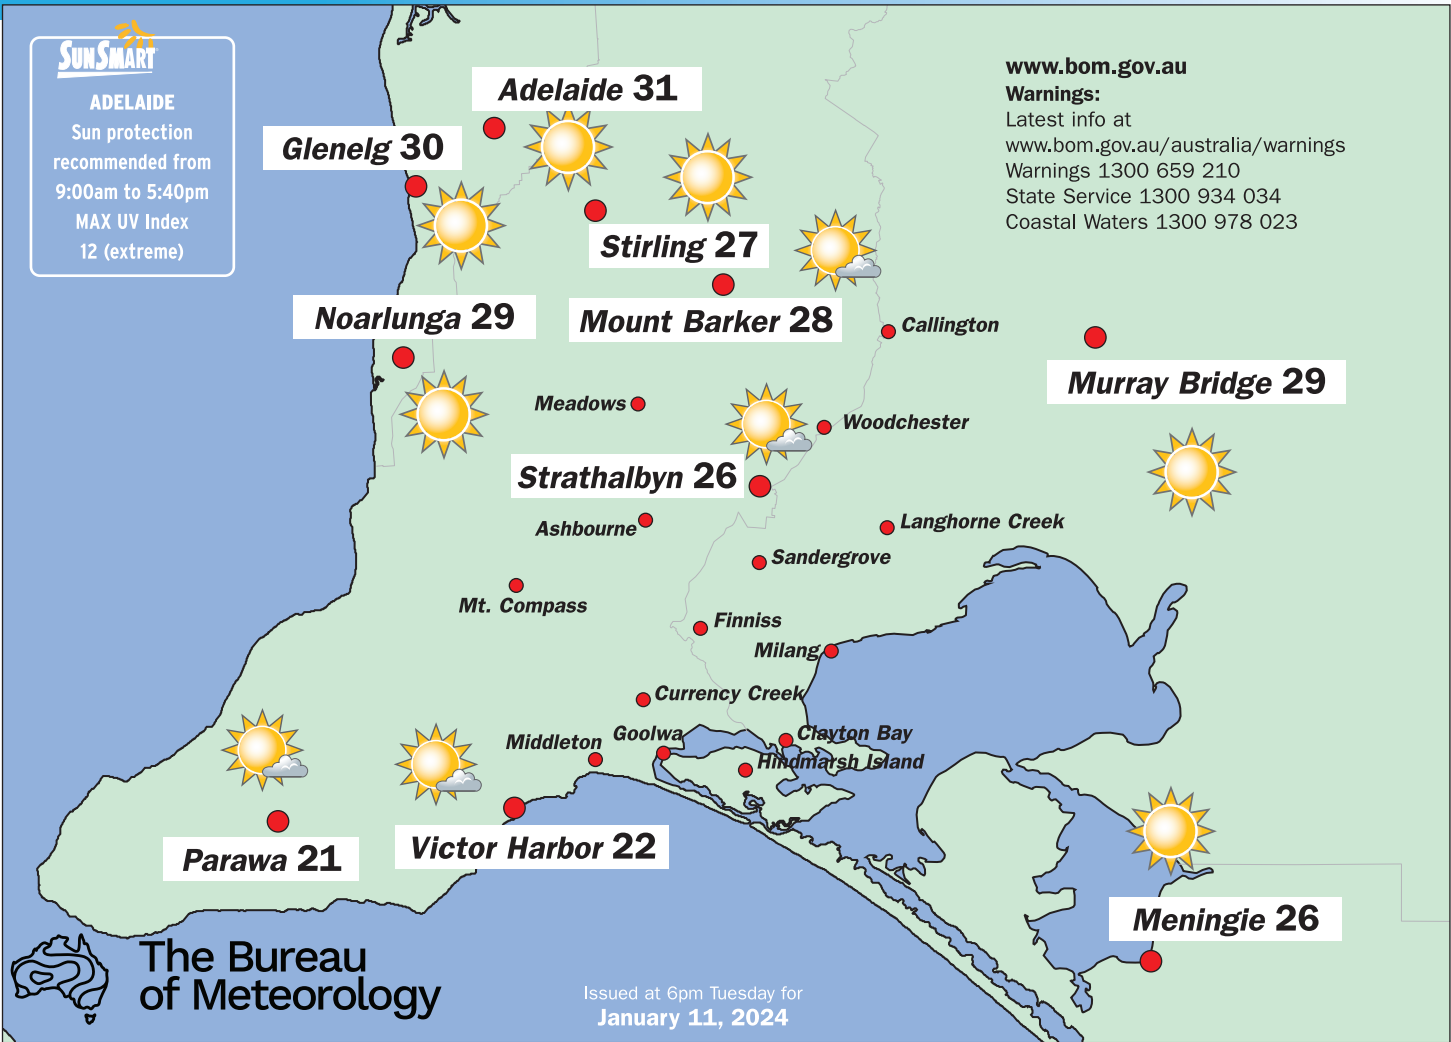 SUNSMART
ADELAIDE
Sun protection
recommended from
9:00am to 5:40pm
MAX UV Index
12 (extreme)
www.bom.gov.au
Warnings:
Latest info at
www.bom.gov.au/australia/warnings
Warnings 1300 659 210
State Service 1300 934 034
Coastal Waters 1300 978 023
Adelaide 31
Glenelg 30
Stirling 27
Noarlunga 29
Mount Barker 28
Callington
Murray Bridge 29
Meadows
Woodchester
Strathalbyn 26
Ashbourne
Langhorne Creek
Sandergrove
Mt. Compass
Finniss
Milang
Currency Creek
Middleton
Goolwa
Clayton Bay
Hindmarsh Island
Parawa 21
Victor Harbor 22
Meningie 26
The Bureau
of Meteorology
Issued at 6pm Tuesday for
January 11, 2024